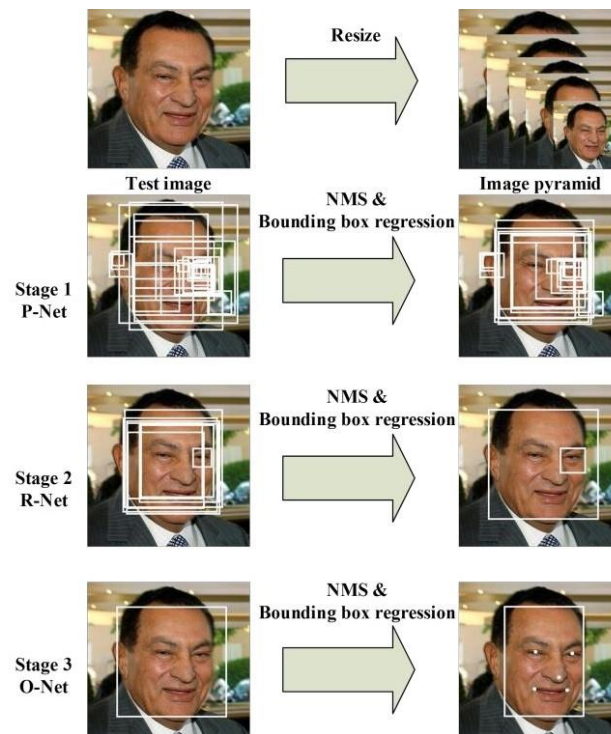 Resize
Test image
Image pyramid
NMS &
Bounding box regression
Stage 1
P-Net
NMS &
Bounding box regression
Stage 2
R-Net
NMS &
Bounding box regression
Stage 3
O-Net